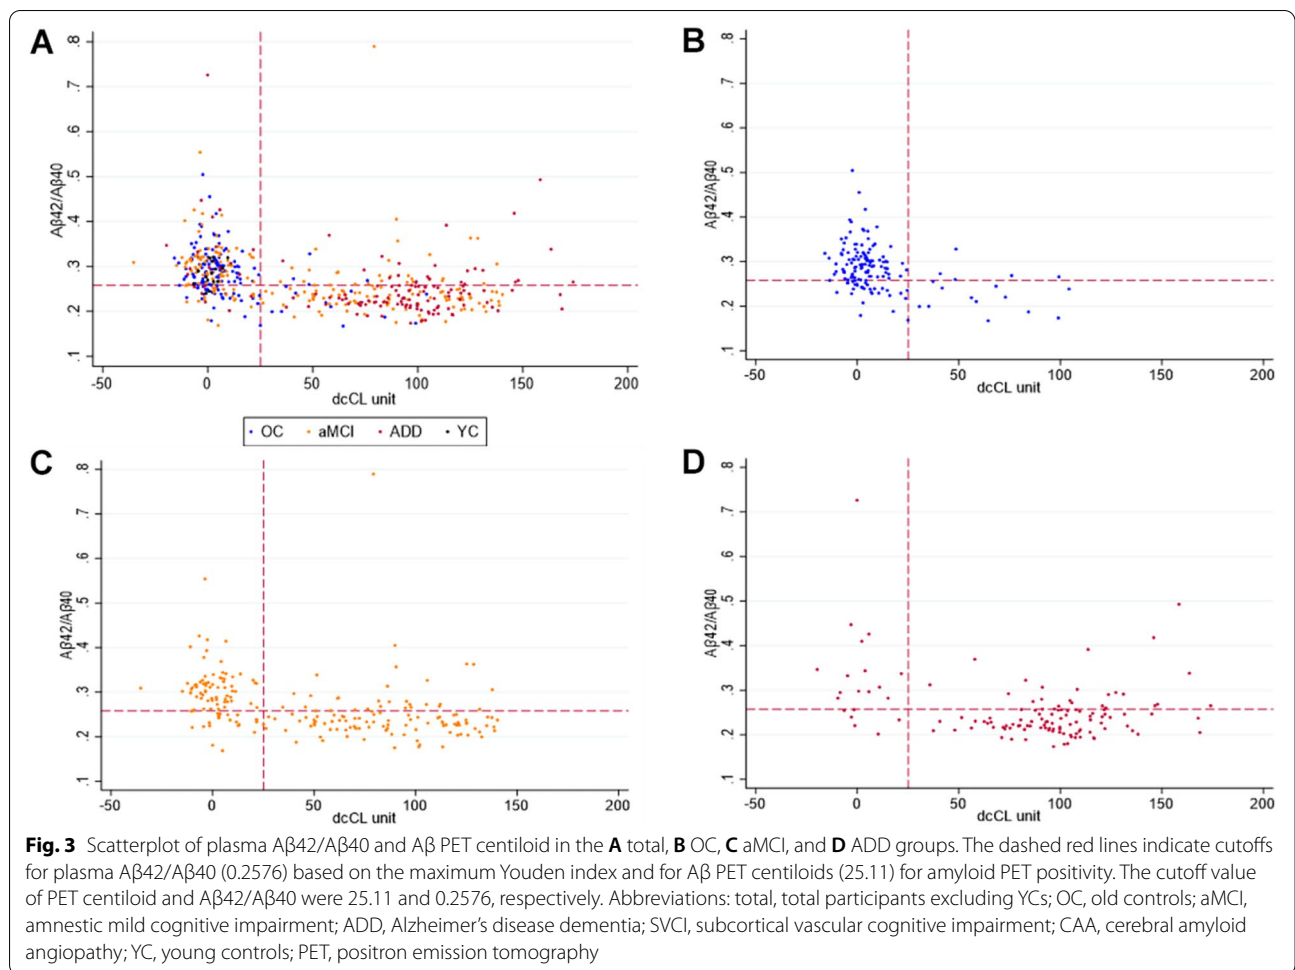 A
B
.8
.7
.6
.5
.4
.3
.2
.1
Aβ42/Aβ40
-50 0 50 100 150 200
dcCL unit
.8
.7
.6
.5
.4
.3
.2
.1
Aβ42/Aβ40
-50 0 50 100 150 200
dcCL unit
OC aMCI ADD YC
C
D
.8
.7
.6
.5
.4
.3
.2
.1
Aβ42/Aβ40
-50 0 50 100 150 200
dcCL unit
.8
.7
.6
.5
.4
.3
.2
.1
Aβ42/Aβ40
-50 0 50 100 150 200
dcCL unit
Fig. 3 Scatterplot of plasma Aβ42/Aβ40 and Aβ PET centiloid in the A total, B OC, C aMCI, and D ADD groups. The dashed red lines indicate cutoffs
for plasma Aβ42/Aβ40 (0.2576) based on the maximum Youden index and for Aβ PET centiloids (25.11) for amyloid PET positivity. The cutoff value
of PET centiloid and Aβ42/Aβ40 were 25.11 and 0.2576, respectively. Abbreviations: total, total participants excluding YCs; OC, old controls; aMCI,
amnestic mild cognitive impairment; ADD, Alzheimer's disease dementia; SVCI, subcortical vascular cognitive impairment; CAA, cerebral amyloid
angiopathy; YC, young controls; PET, positron emission tomography